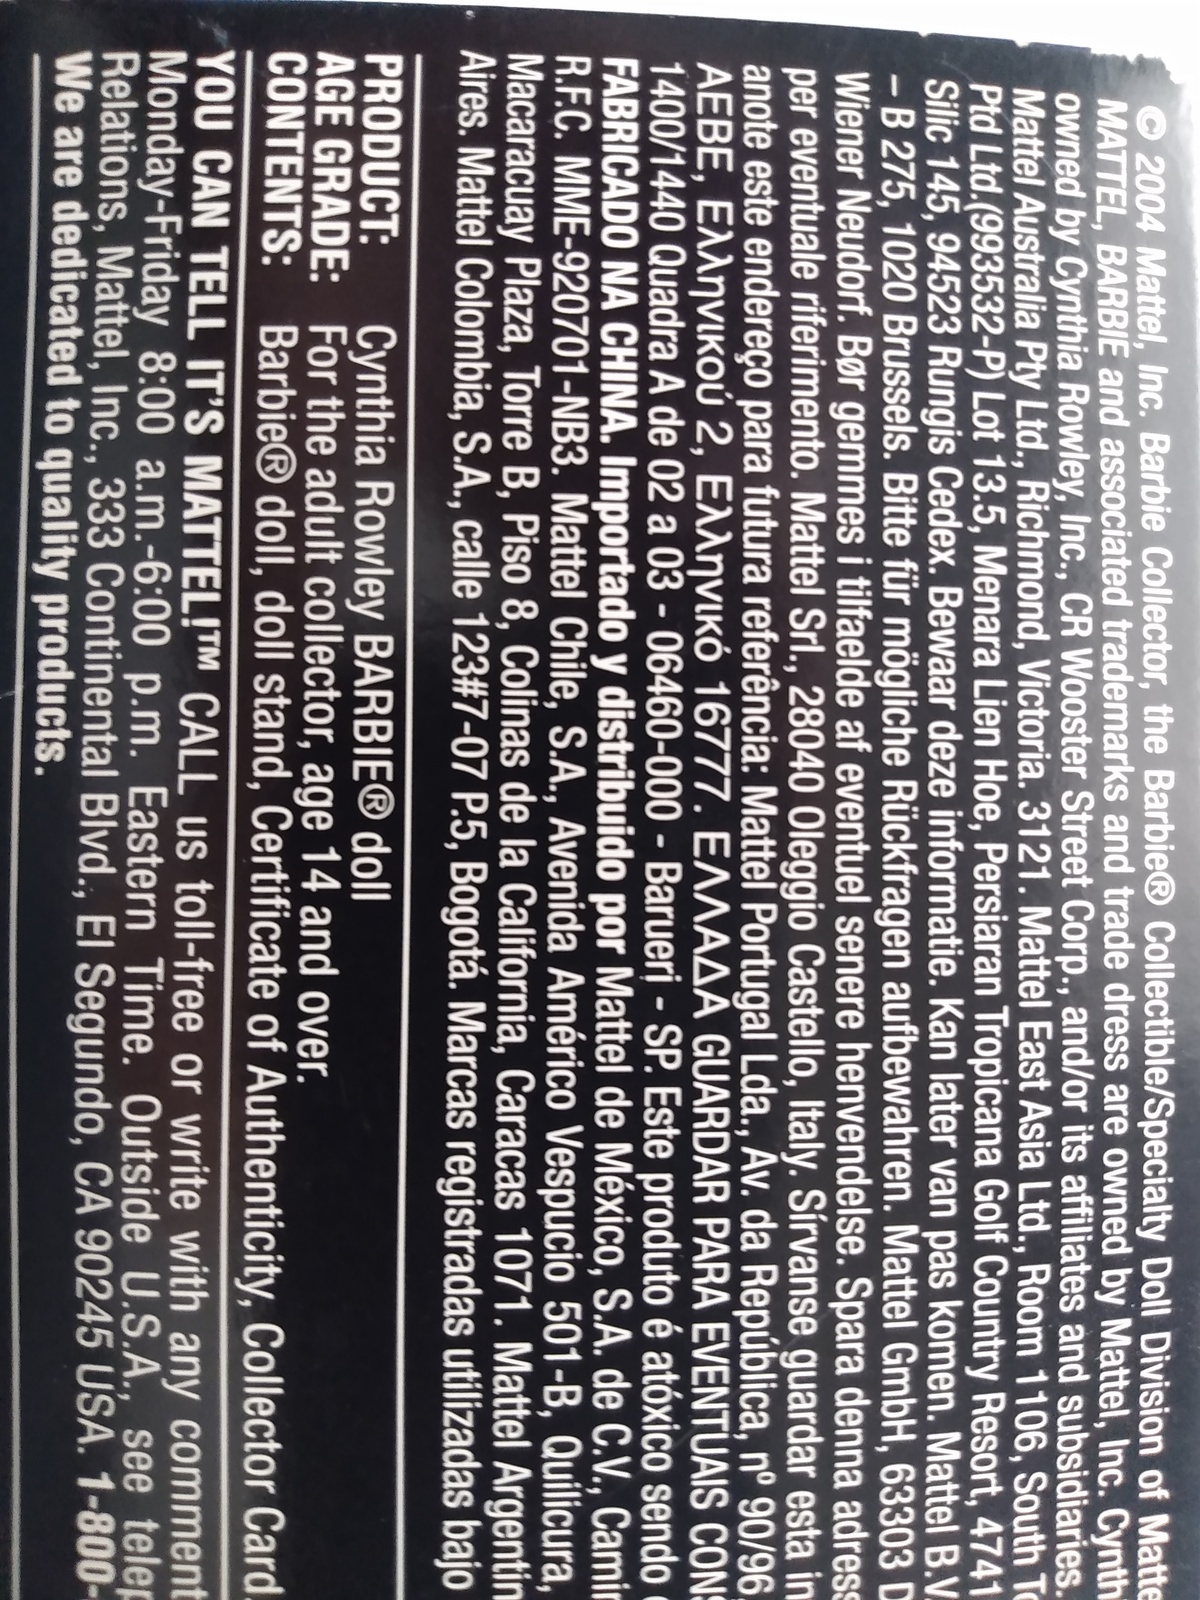 © 2004 Mattel, Inc. Barbie Collector, the Barbie® Collectible/Specialty Doll Division of
MATTEL, BARBIE and associated trademarks and trade dress are owned by Mattel, Inc.
owned by Cynthia Rowley, Inc., CR Wooster Street Corp., and/or its affiliates and subsidiaries.
Mattel Australia Pty Ltd., Richmond, Victoria. 3121. Mattel East Asia Ltd., Room 1106, South
Ptd Ltd.(993532-P) Lot 13.5, Menara Lien Hoe, Persiaran Tropicana Golf Country Resort, 4741
Silic 145, 94523 Rungis Cedex. Bewaar deze informatie. Kan later van pas komen. Mattel B.V.
– B 275, 1020 Brussels. Bitte für mögliche Rückfragen aufbewahren. Mattel GmbH, 63303
Wiener Neudorf. Bør gemmes i tilfaelde af eventuel senere henvendelse. Spara denna
per eventuale riferimento. Mattel Srl., 28040 Oleggio Castello, Italy. Sírvanse guardar esta
anote este endereço para futura referência: Mattel Portugal Lda., Av. da República, nº 90/96
AEBE, Ελληνικού 2, Ελληνικό 16777. ΕΛΛΑΔΑ GUARDAR PARA EVENTUAIS
1400/1440 Quadra A de 02 a 03 - 06460-000 - Barueri - SP. Este produto é atóxico sendo
FABRICADO NA CHINA. Importado y distribuido por Mattel de México, S.A. de C.V.,
R.F.C. MME-920701-NB3. Mattel Chile, S.A., Avenida Américo Vespucio 501-B, Quilicura,
Macaracuay Plaza, Torre B, Piso 8, Colinas de la California, Caracas 1071. Mattel
Aires. Mattel Colombia, S.A., calle 123#7-07 P.5, Bogotá. Marcas registradas utilizadas bajo
PRODUCT: Cynthia Rowley BARBIE® doll
AGE GRADE: For the adult collector, age 14 and over.
CONTENTS: Barbie® doll, doll stand, Certificate of Authenticity, Collector Card
YOU CAN TELL IT'S MATTEL!™ CALL us toll-free or write with any
Monday-Friday 8:00 a.m.-6:00 p.m. Eastern Time. Outside U.S.A., see
Relations, Mattel, Inc., 333 Continental Blvd., El Segundo, CA 90245 USA. 1-800-
We are dedicated to quality products.